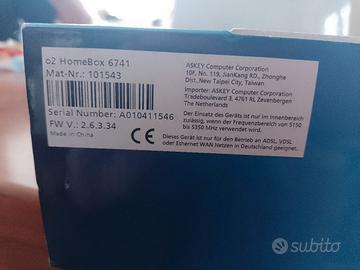 o2 HomeBox 6741
Mat-Nr.: 101543
Serial Number: A010411546
FW V.: 2.6.3.34
Made in China
ASKEY Computer Corporation
10F, No. 119, JianKang RD., Zhonghe
Dist., New Taipei City, Taiwan
Importer: ASKEY Computer Corporation
Tradeboulevard 3, 4761 RL Zevenbergen
The Netherlands
Der Einsatz des Geräts ist nur im Innenbereich
zulässig, wenn der Frequenzbereich von 5150
bis 5350 MHz verwendet wird.
CE
Dieses Gerät ist nur für den Betrieb an ADSL, VDSL
oder Ethernet WAN Netzen in Deutschland geeignet.
subito